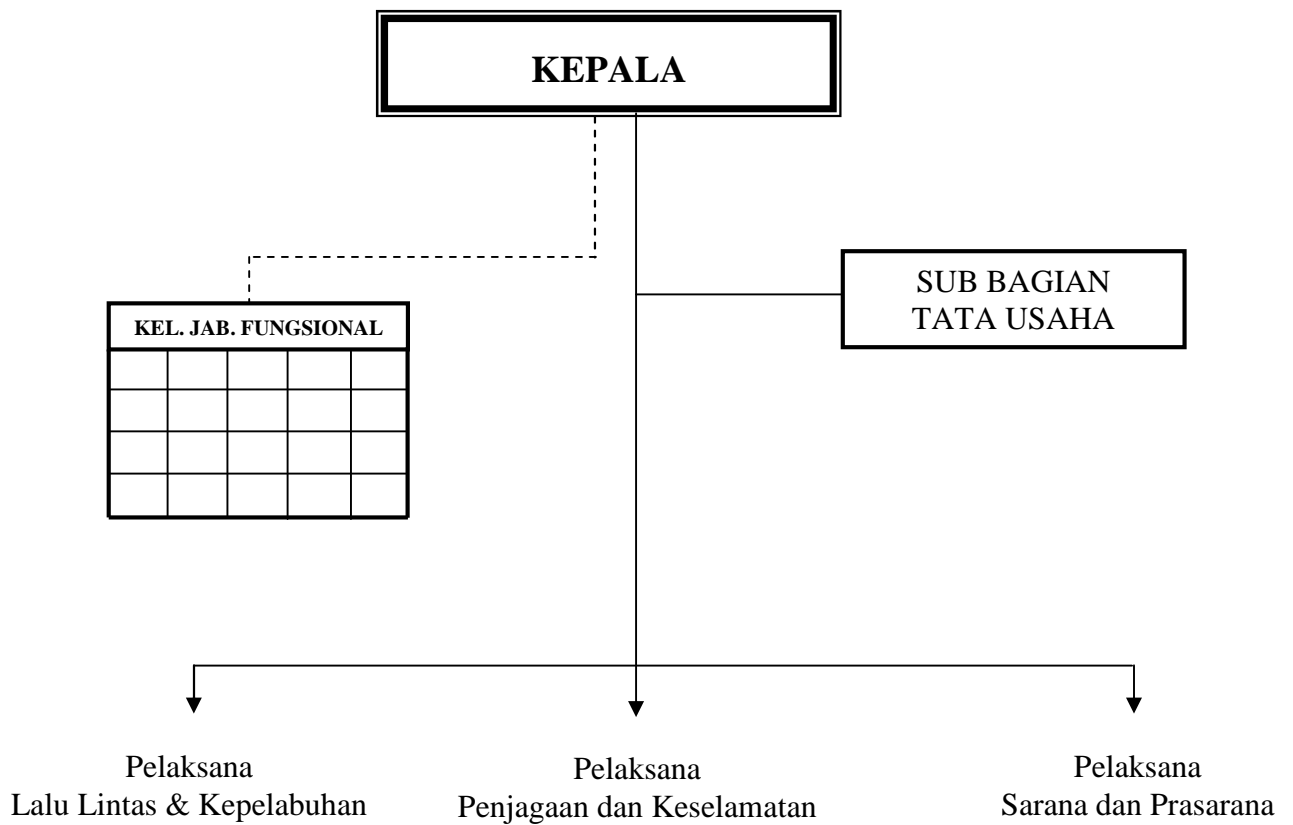 KEPALA
SUB BAGIAN
TATA USAHA
KEL. JAB. FUNGSIONAL
Pelaksana
Lalu Lintas & Kepelabuhan
Pelaksana
Penjagaan dan Keselamatan
Pelaksana
Sarana dan Prasarana